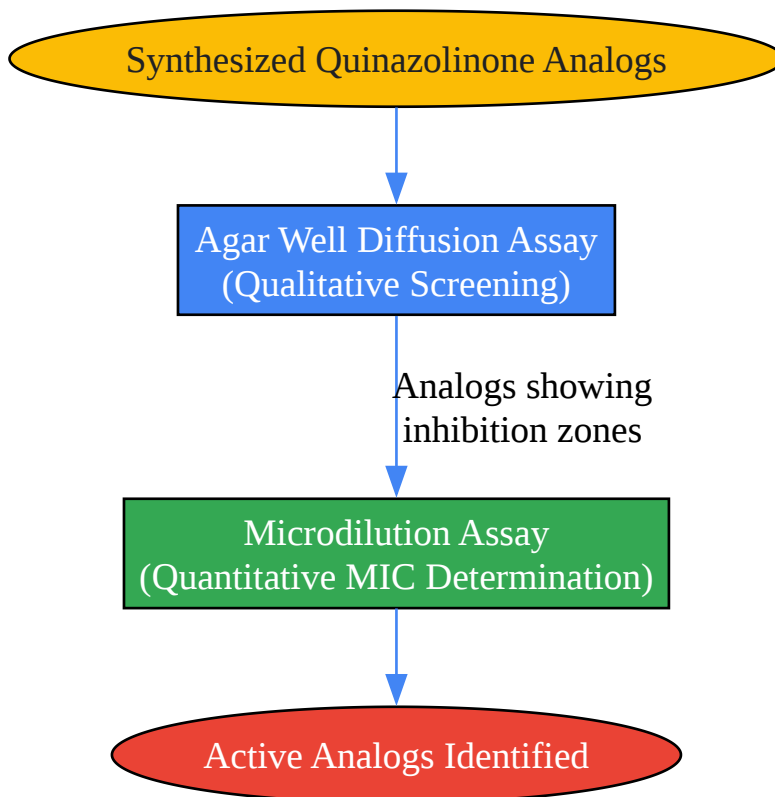 Synthesized Quinazolinone Analogs
Agar Well Diffusion Assay
(Qualitative Screening)
Analogs showing
inhibition zones
Microdilution Assay
(Quantitative MIC Determination)
Active Analogs Identified